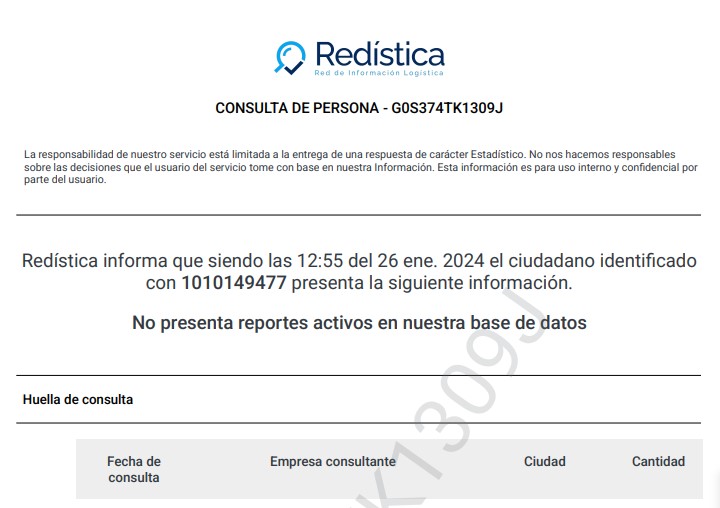 Redística
Red de Información Logística
CONSULTA DE PERSONA - G0S374TK1309J
La responsabilidad de nuestro servicio está limitada a la entrega de una respuesta de carácter Estadístico. No nos hacemos responsables
sobre las decisiones que el usuario del servicio tome con base en nuestra Información. Esta información es para uso interno y confidencial por
parte del usuario.
Redística informa que siendo las 12:55 del 26 ene. 2024 el ciudadano identificado
con 1010149477 presenta la siguiente información.
No presenta reportes activos en nuestra base de datos
Huella de consulta
Fecha de consulta Empresa consultante Ciudad Cantidad
K1309J